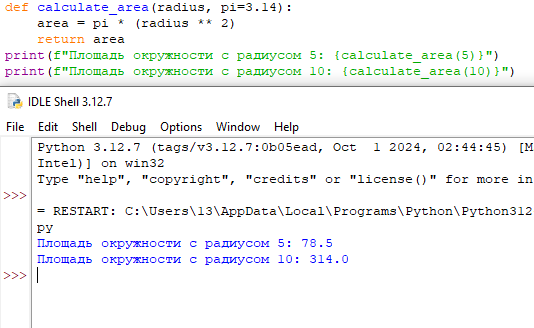 def calculate_area(radius, pi=3.14):
    area = pi * (radius ** 2)
    return area
print(f"Площадь окружности с радиусом 5: {calculate_area(5)}")
print(f"Площадь окружности с радиусом 10: {calculate_area(10)}")
IDLE Shell 3.12.7
File Edit Shell Debug Options Window Help
Python 3.12.7 (tags/v3.12.7:0b05ead, Oct  1 2024, 02:44:45) [M
Intel)] on win32
Type "help", "copyright", "credits" or "license()" for more in
>>>
= RESTART: C:\Users\13\AppData\Local\Programs\Python\Python312
py
Площадь окружности с радиусом 5: 78.5
Площадь окружности с радиусом 10: 314.0
>>>